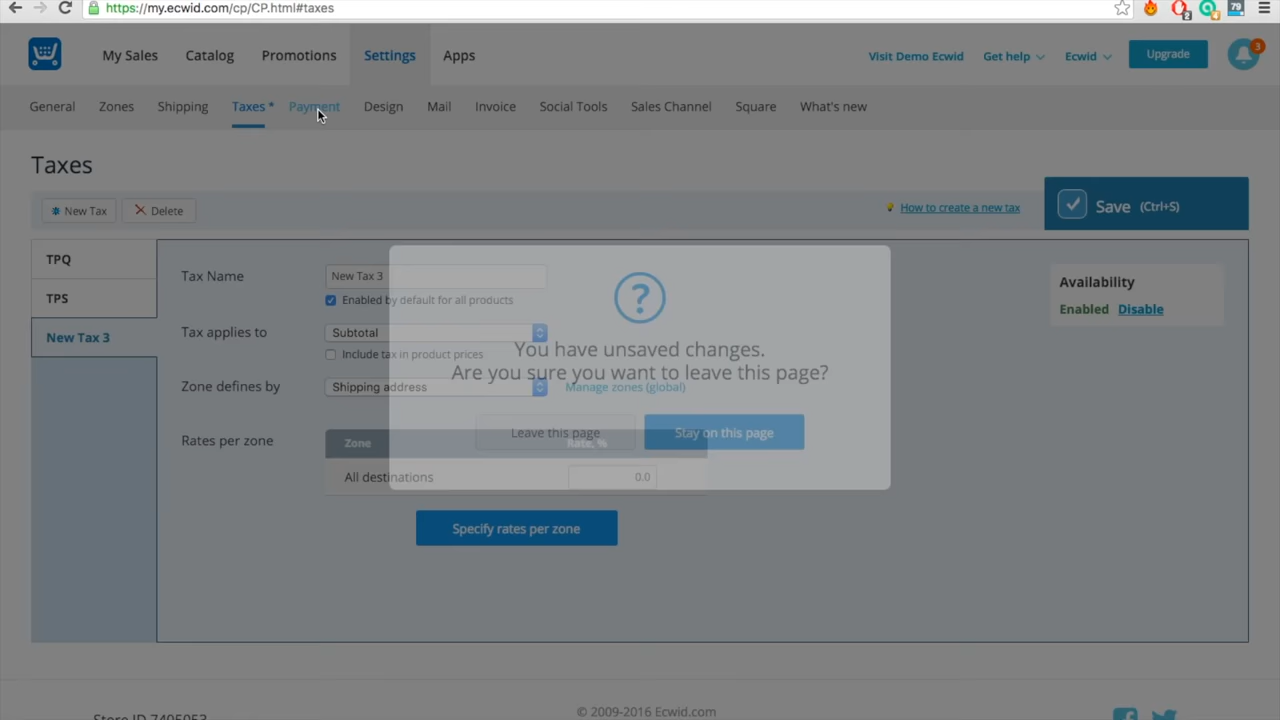 https://my.ecwid.com/cp/CP.html#taxes
2
4
79
My Sales Catalog Promotions Settings Apps Visit Demo Ecwid Get help Ecwid Upgrade 3
General Zones Shipping Taxes * Payment Design Mail Invoice Social Tools Sales Channel Square What's new
Taxes
New Tax Delete How to create a new tax Save (Ctrl+S)
TPQ
TPS
New Tax 3
Tax Name New Tax 3
Enabled by default for all products
Tax applies to Subtotal
Include tax in product prices
Zone defines by Shipping address Manage zones (global)
Rates per zone Zone Rate, %
All destinations 0.0
Specify rates per zone
Availability
Enabled Disable
?
You have unsaved changes.
Are you sure you want to leave this page?
Leave this page Stay on this page
© 2009-2016 Ecwid.com
Store ID 7405053